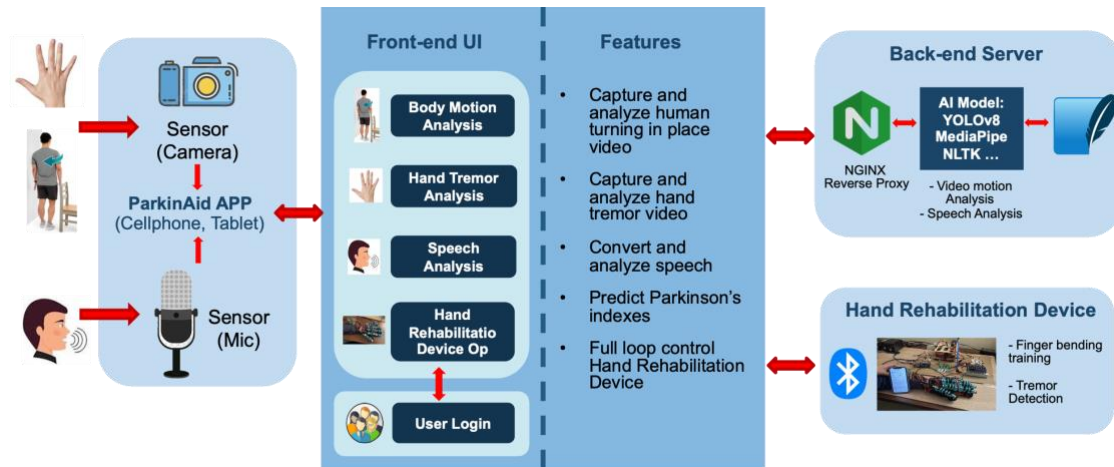 Sensor
(Camera)
ParkinAid APP
(Cellphone, Tablet)
Sensor
(Mic)
Front-end UI
Body Motion
Analysis
Hand Tremor
Analysis
Speech
Analysis
Hand
Rehabilitatio
Device Op
User Login
Features
• Capture and
analyze human
turning in place
video
• Capture and
analyze hand
tremor video
• Convert and
analyze speech
• Predict Parkinson's
indexes
• Full loop control
Hand Rehabilitation
Device
Back-end Server
N
NGINX
Reverse Proxy
AI Model:
YOLOv8
MediaPipe
NLTK ...
- Video motion
Analysis
- Speech Analysis
Hand Rehabilitation Device
- Finger bending
training
- Tremor
Detection